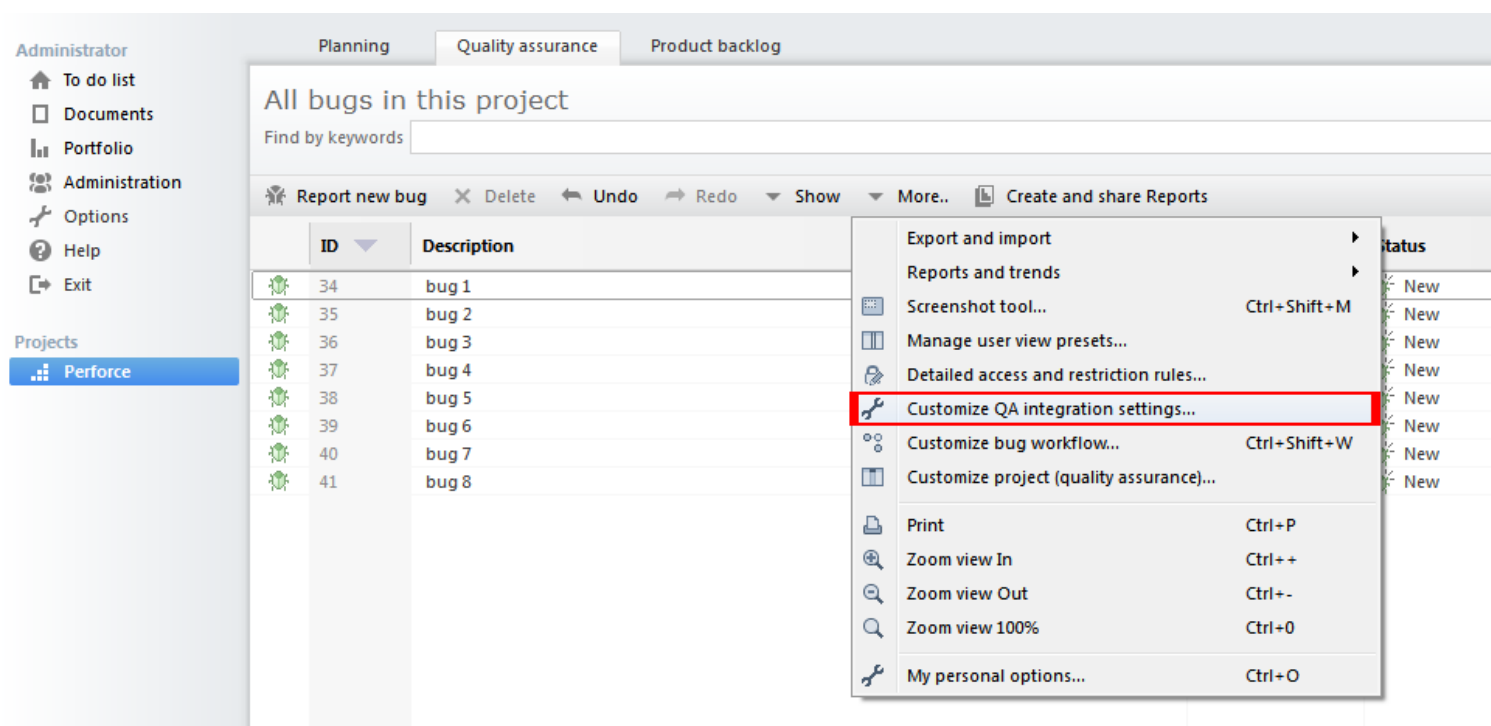 Administrator
To do list
Documents
Portfolio
Administration
Options
Help
Exit
Projects
Perforce
Planning Quality assurance Product backlog
All bugs in this project
Find by keywords
Report new bug Delete Undo Redo Show More.. Create and share Reports
ID Description
34 bug 1 New
35 bug 2 New
36 bug 3 New
37 bug 4 New
38 bug 5 New
39 bug 6 New
40 bug 7 New
41 bug 8 New
Export and import
Reports and trends
Screenshot tool... Ctrl+Shift+M
Manage user view presets...
Detailed access and restriction rules...
Customize QA integration settings...
Customize bug workflow... Ctrl+Shift+W
Customize project (quality assurance)...
Print Ctrl+P
Zoom view In Ctrl++
Zoom view Out Ctrl+-
Zoom view 100% Ctrl+0
My personal options... Ctrl+O